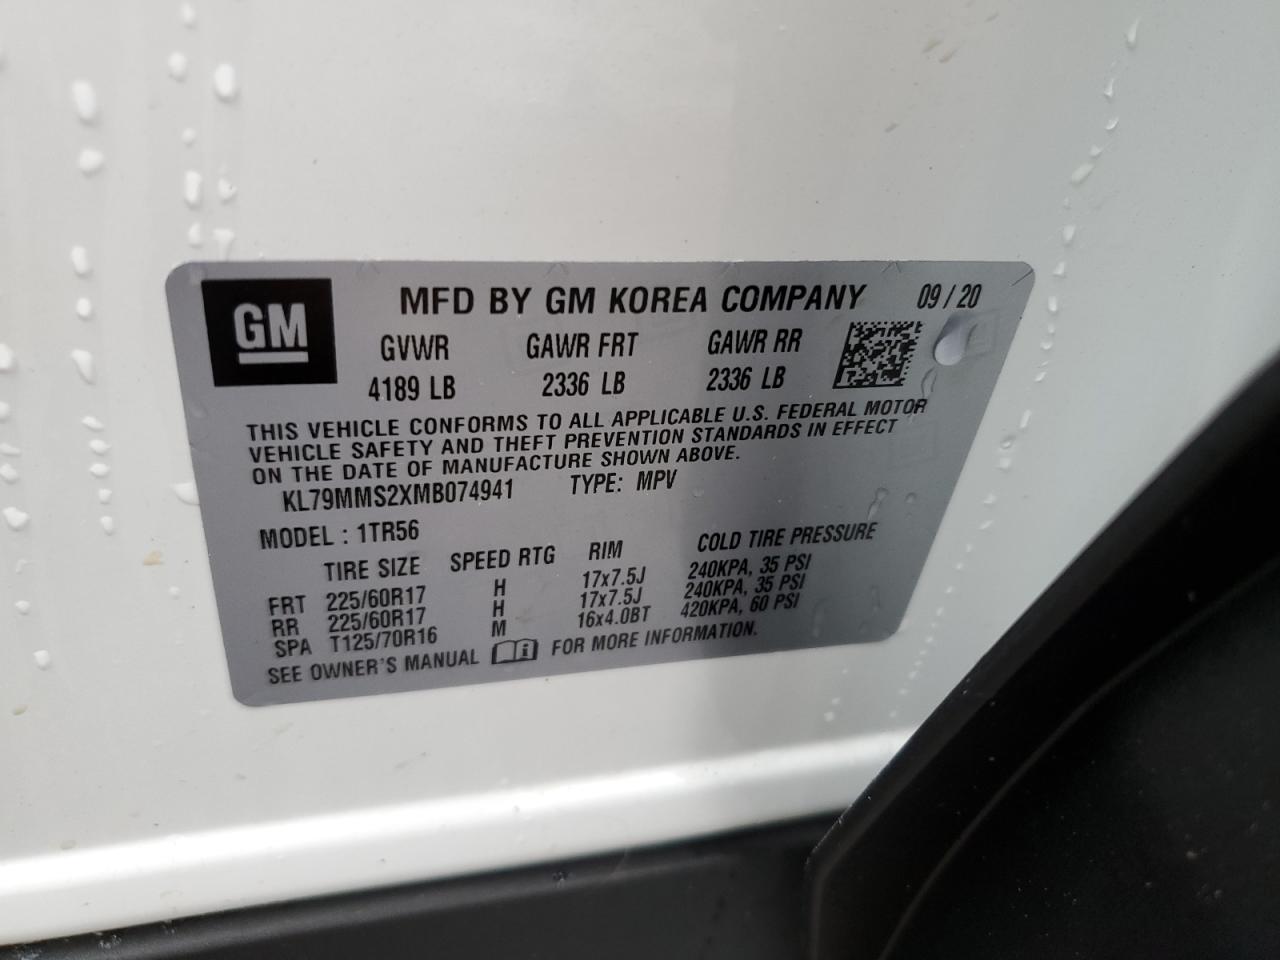 GM
MFD BY GM KOREA COMPANY 09/20
GVWR GAWR FRT GAWR RR
4189 LB 2336 LB 2336 LB
THIS VEHICLE CONFORMS TO ALL APPLICABLE U.S. FEDERAL MOTOR
VEHICLE SAFETY AND THEFT PREVENTION STANDARDS IN EFFECT
ON THE DATE OF MANUFACTURE SHOWN ABOVE.
KL79MMS2XMB074941 TYPE: MPV
MODEL : 1TR56
TIRE SIZE SPEED RTG RIM COLD TIRE PRESSURE
FRT 225/60R17 H 17x7.5J 240KPA, 35 PSI
RR 225/60R17 H 17x7.5J 240KPA, 35 PSI
SPA T125/70R16 M 16x4.0BT 420KPA, 60 PSI
SEE OWNER'S MANUAL FOR MORE INFORMATION.